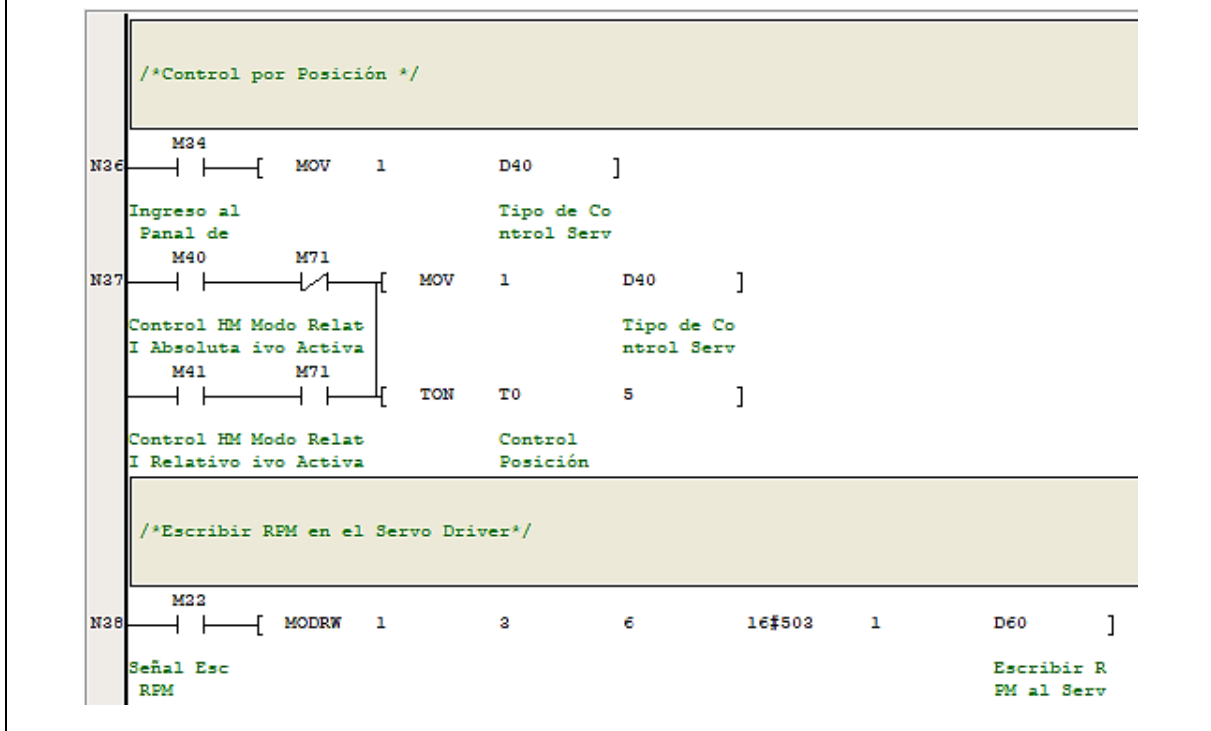 /*Control por Posición */
M34
N36 [ MOV 1 D40 ]
Ingreso al Tipo de Co
Panal de ntrol Serv
M40 M71
N37 [ MOV 1 D40 ]
Control HM Modo Relat Tipo de Co
I Absoluta ivo Activa ntrol Serv
M41 M71
[ TON T0 5 ]
Control HM Modo Relat Control
I Relativo ivo Activa Posición
/*Escribir RPM en el Servo Driver*/
M22
N38 [ MODRW 1 3 6 16#503 1 D60 ]
Señal Esc Escribir R
RPM PM al Serv